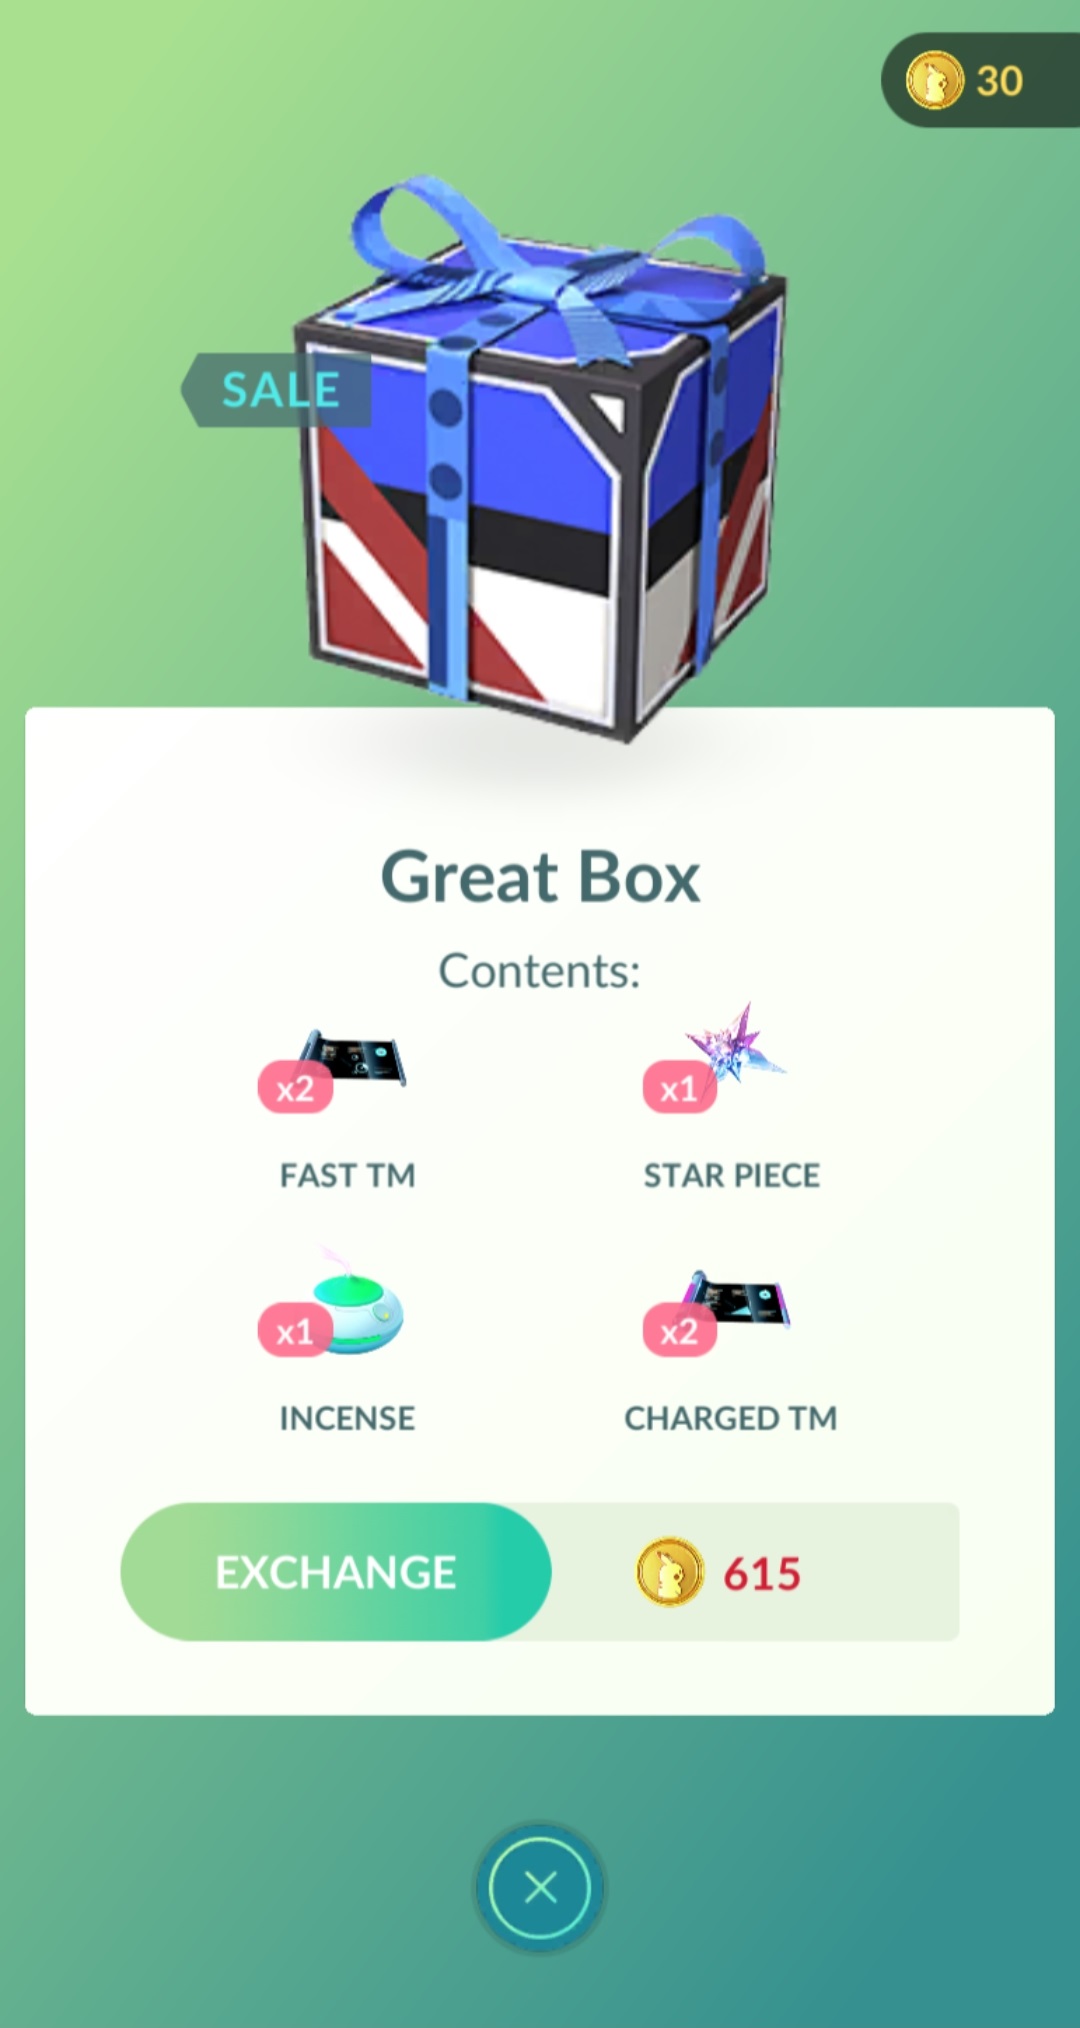 30
SALE
Great Box
Contents:
x2
FAST TM
x1
STAR PIECE
x1
INCENSE
x2
CHARGED TM
EXCHANGE
615